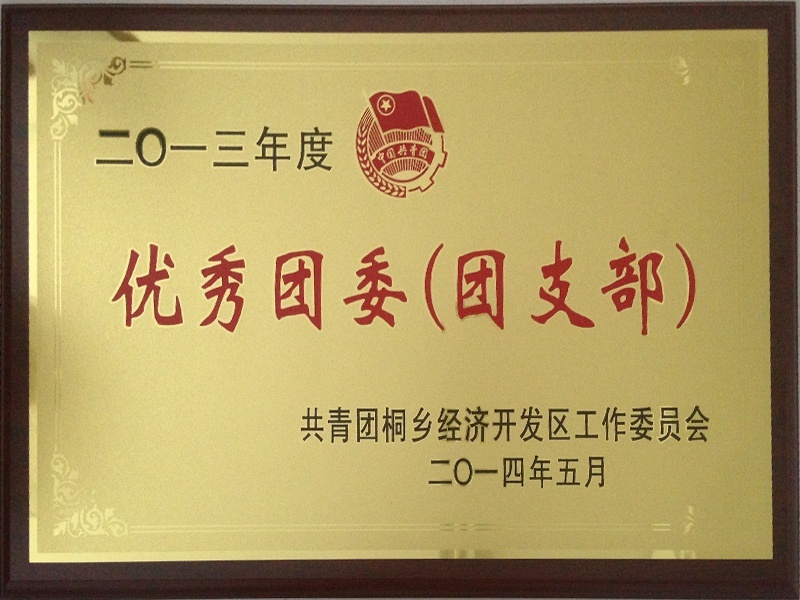 二〇一三年度
中国共青团
优秀团委(团支部)
共青团桐乡经济开发区工作委员会
二〇一四年五月